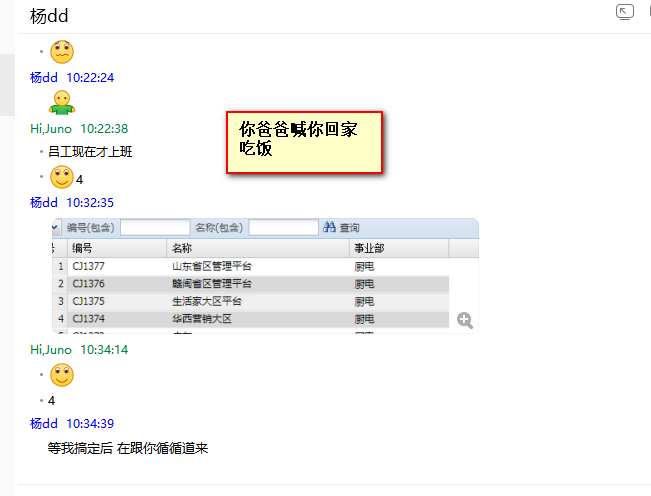 杨dd
杨dd 10:22:24
Hi,Juno 10:22:38
你爸爸喊你回家
吃饭
吕工现在才上班
4
杨dd 10:32:35
编号(包含) 名称(包含) 查询
编号 名称 事业部
1 CJ1377 山东省区管理平台 厨电
2 CJ1376 赣闽省区管理平台 厨电
3 CJ1375 生活家大区平台 厨电
4 CJ1374 华西营销大区 厨电
Hi,Juno 10:34:14
4
杨dd 10:34:39
等我搞定后 在跟你循循道来